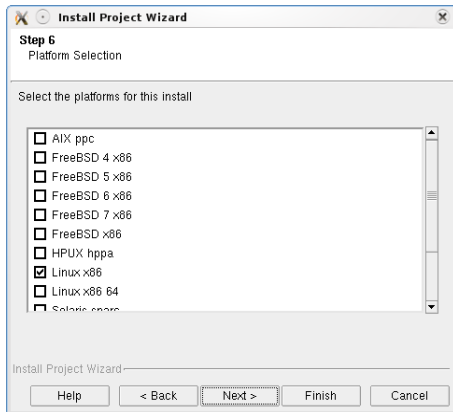 Install Project Wizard
Step 6
Platform Selection
Select the platforms for this install
AIX ppc
FreeBSD 4 x86
FreeBSD 5 x86
FreeBSD 6 x86
FreeBSD 7 x86
FreeBSD x86
HPUX hppa
Linux x86
Linux x86 64
Solaris sparc
Install Project Wizard
Help < Back Next > Finish Cancel